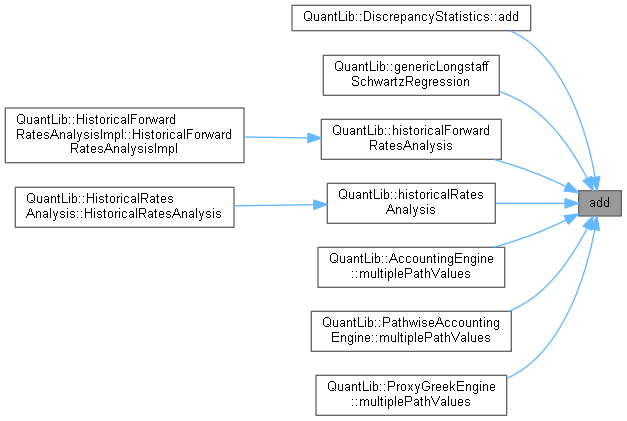 QuantLib::DiscrepancyStatistics::add
QuantLib::genericLongstaff
SchwartzRegression
QuantLib::HistoricalForward
RatesAnalysisImpl::HistoricalForward
RatesAnalysisImpl
QuantLib::historicalForward
RatesAnalysis
QuantLib::HistoricalRates
Analysis::HistoricalRatesAnalysis
QuantLib::historicalRates
Analysis
add
QuantLib::AccountingEngine
::multiplePathValues
QuantLib::PathwiseAccounting
Engine::multiplePathValues
QuantLib::ProxyGreekEngine
::multiplePathValues